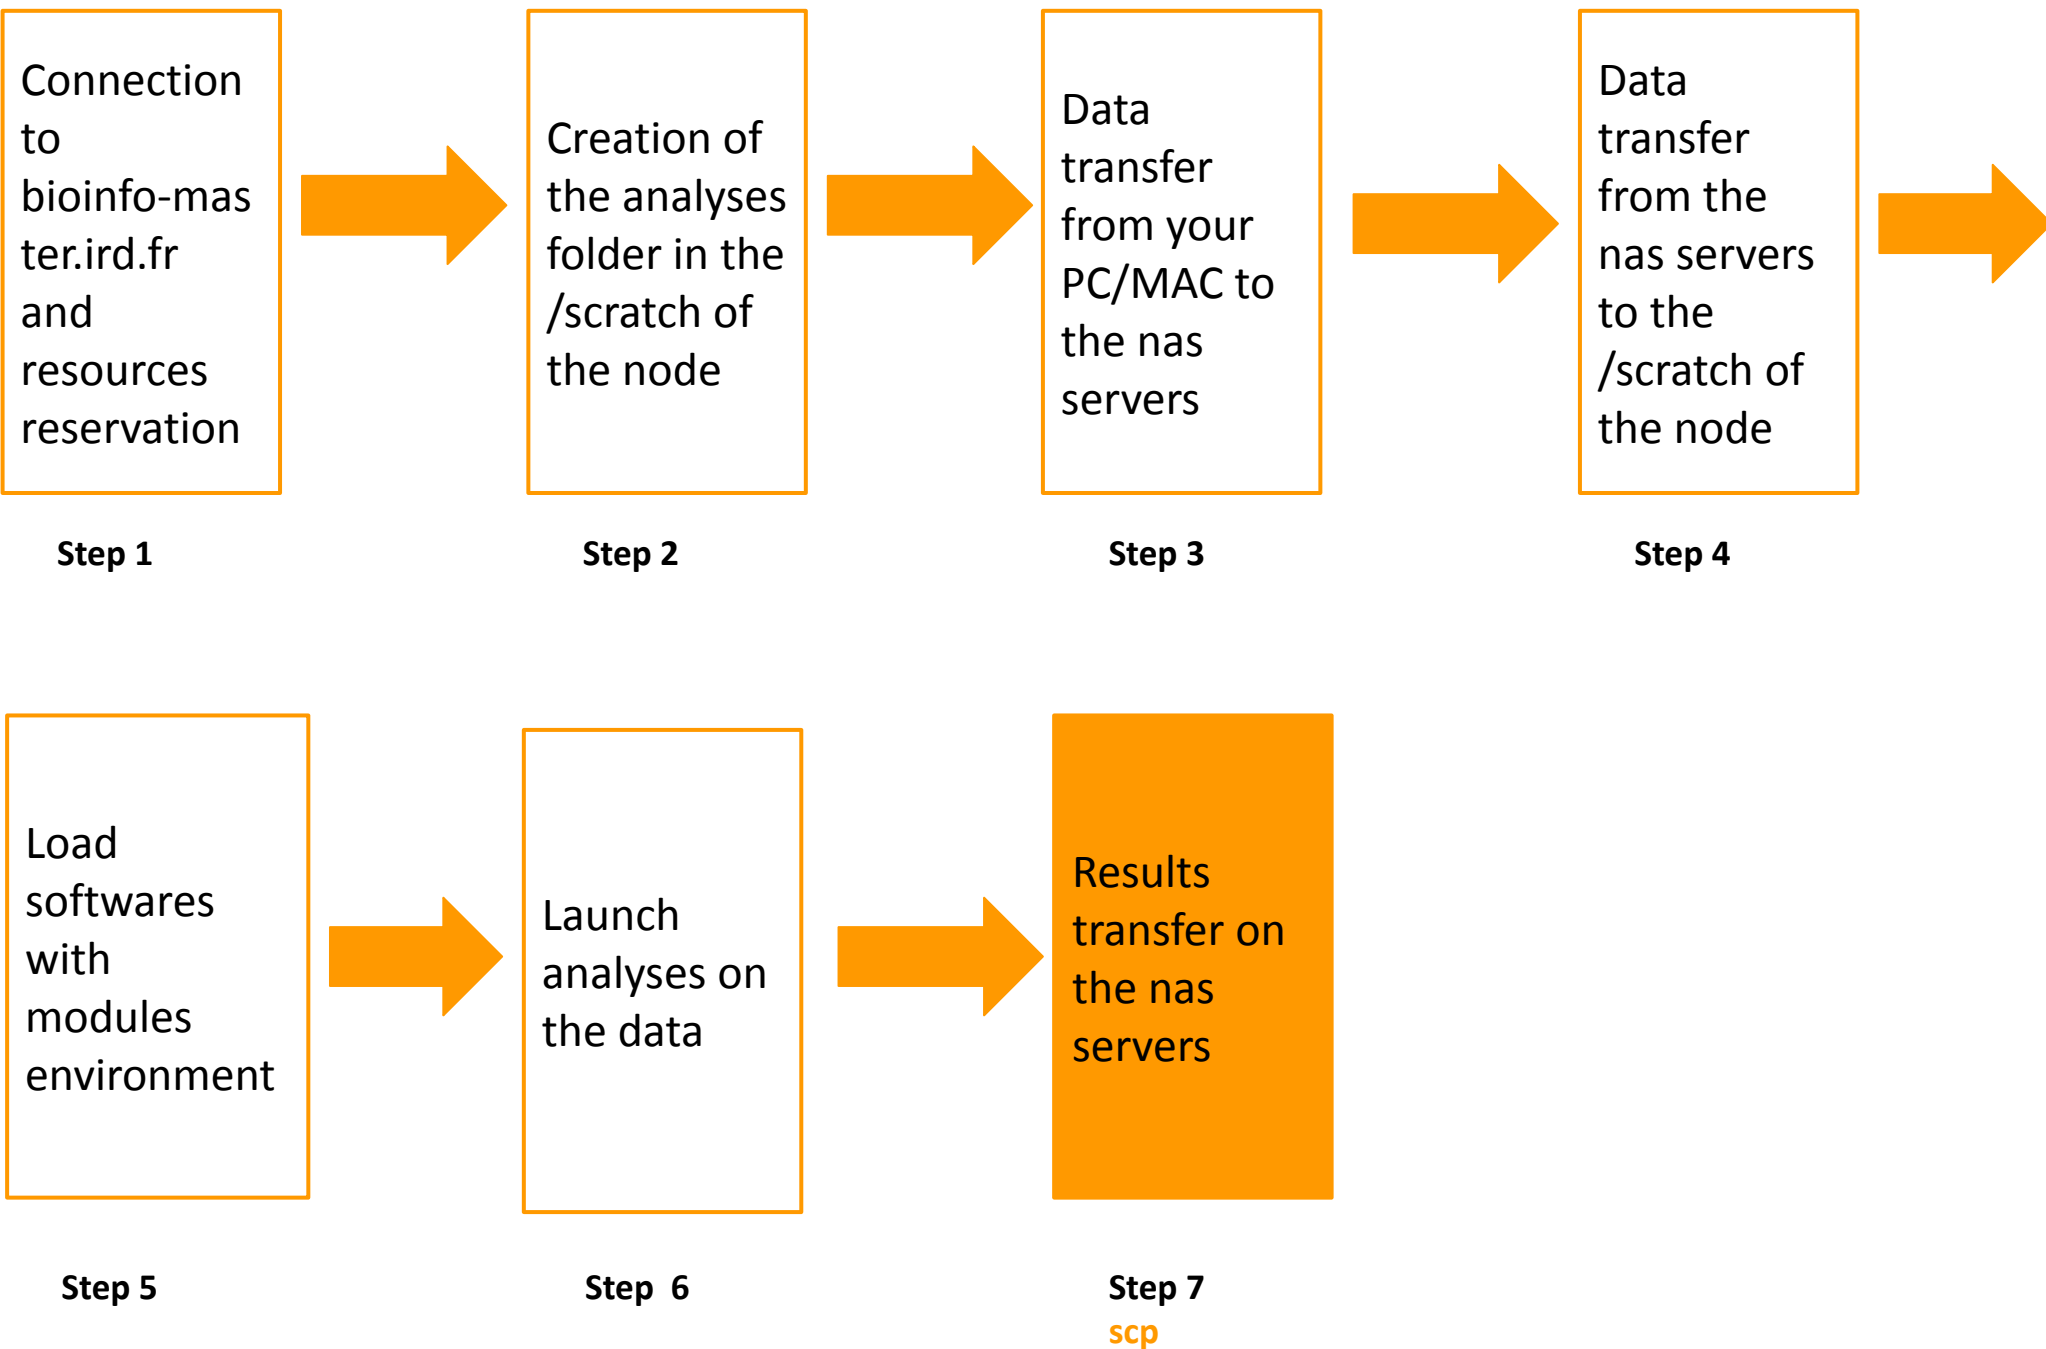 Connection
to
bioinfo-mas
ter.ird.fr
and
resources
reservation
Creation of
the analyses
folder in the
/scratch of
the node
Data
transfer
from your
PC/MAC to
the nas
servers
Data
transfer
from the
nas servers
to the
/scratch of
the node
Step 1
Step 2
Step 3
Step 4
Load
softwares
with
modules
environment
Launch
analyses on
the data
Results
transfer on
the nas
servers
Step 5
Step  6
Step 7
scp